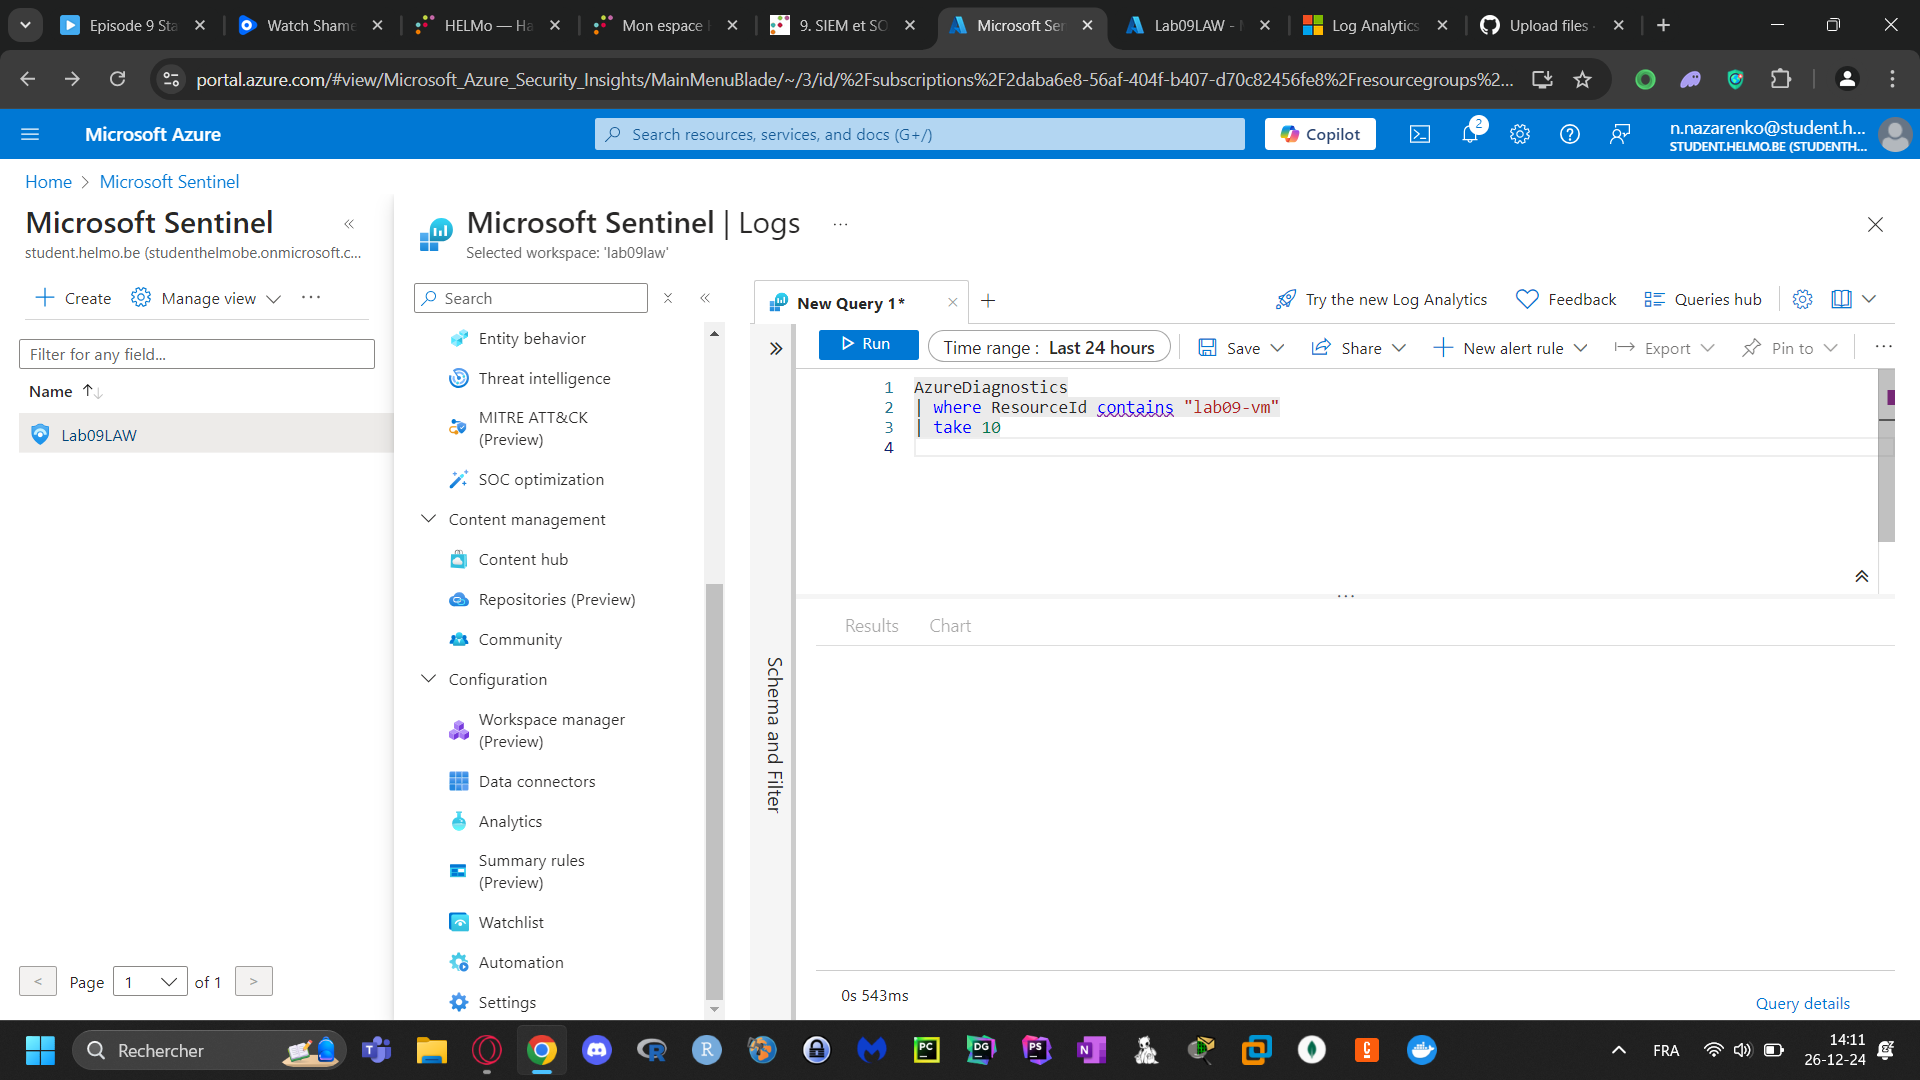 Episode 9 Sta
Watch Shame
HELMo — Ha
Mon espace
9. SIEM et SO
Microsoft Sen
Lab09LAW -
Log Analytics
Upload files
portal.azure.com/#view/Microsoft_Azure_Security_Insights/MainMenuBlade/~/3/id/%2Fsubscriptions%2F2daba6e8-56af-404f-b407-d70c82456fe8%2Fresourcegroups%2...
Microsoft Azure
Search resources, services, and docs (G+/)
Copilot
2
n.nazarenko@student.h...
STUDENT.HELMO.BE (STUDENTH...
Home > Microsoft Sentinel
Microsoft Sentinel
student.helmo.be (studenthelmobe.onmicrosoft.c...
Create
Manage view
Filter for any field...
Name
Lab09LAW
< Page 1 of 1 >
Microsoft Sentinel | Logs
Selected workspace: 'lab09law'
Search
Entity behavior
Threat intelligence
MITRE ATT&CK
(Preview)
SOC optimization
Content management
Content hub
Repositories (Preview)
Community
Configuration
Workspace manager
(Preview)
Data connectors
Analytics
Summary rules
(Preview)
Watchlist
Automation
Settings
New Query 1*
Try the new Log Analytics
Feedback
Queries hub
Run
Time range : Last 24 hours
Save
Share
New alert rule
Export
Pin to
Schema and Filter
1 AzureDiagnostics
2 | where ResourceId contains "lab09-vm"
3 | take 10
4
Results
Chart
0s 543ms
Query details
Rechercher
PC
DG
PS
FRA
14:11
26-12-24